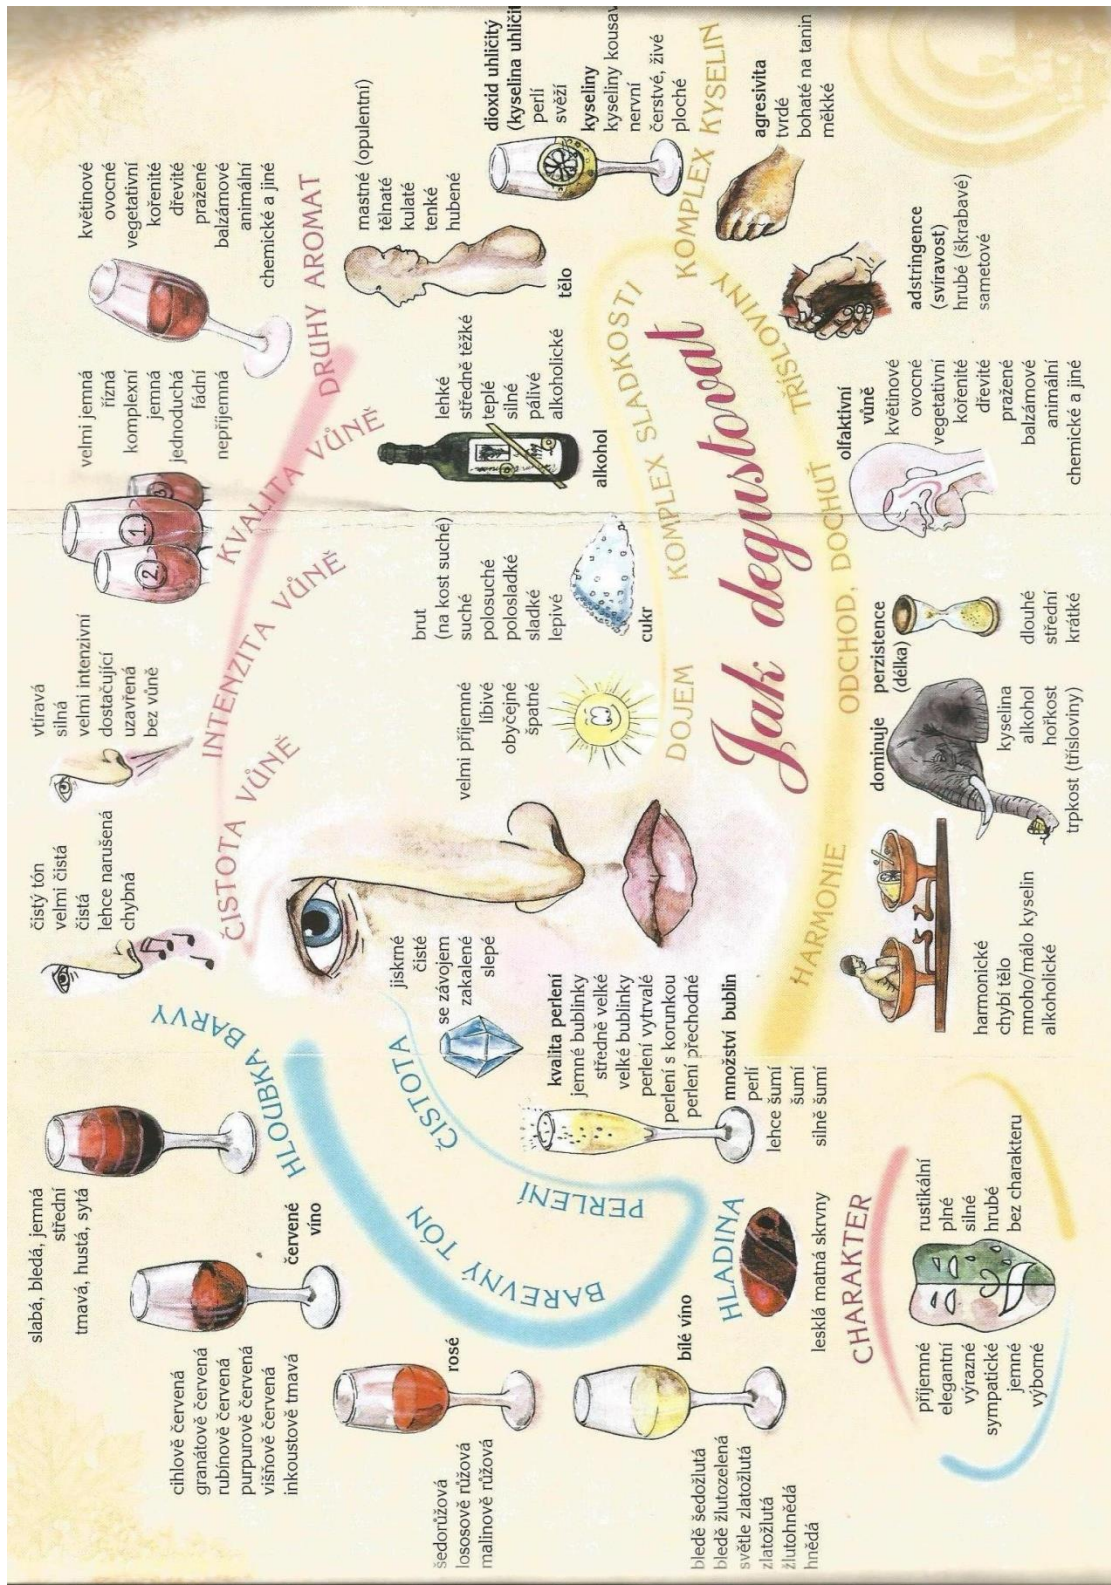 Jak degustovat
BAREVNÝ TÓN
cihlově červená
granátově červená
rubínově červená
purpurově červená
višňově červená
inkoustově tmavá
červené
víno
šedorůžová
lososově růžová
malinově růžová
rosé
bledě šedožlutá
bledě žlutozelená
světle zlatožlutá
zlatožlutá
žlutohnědá
hnědá
bílé víno
HLOUBKA BARVY
slabá, bledá, jemná
střední
tmavá, hustá, sytá
ČISTOTA
jiskrné
čisté
se závojem
zakalené
slepé
PERLENÍ
kvalita perlení
jemné bublinky
středně velké
velké bublinky
perlení vytrvalé
perlení s korunkou
perlení přechodné
množství bublin
perlí
lehce šumí
šumí
silně šumí
HLADINA
lesklá matná skrvny
ČISTOTA VŮNĚ
čistý tón
velmi čistá
čistá
lehce narušená
chybná
INTENZITA VŮNĚ
vtíravá
silná
velmi intenzivní
dostačující
uzavřená
bez vůně
KVALITA VŮNĚ
velmi jemná
řízná
komplexní
jemná
jednoduchá
fádní
nepříjemná
2
1
3
DRUHY AROMAT
květinové
ovocné
vegetativní
kořenité
dřevité
pražené
balzámové
animální
chemické a jiné
DOJEM
velmi příjemné
líbivé
obyčejné
špatné
KOMPLEX SLADKOSTI
brut
(na kost suché)
suché
polosuché
polosladké
sladké
lepivé
cukr
lehké
středně těžké
teplé
silné
pálivé
alkoholické
alkohol
mastné (opulentní)
tělnaté
kulaté
tenké
hubené
tělo
KOMPLEX KYSELIN
dioxid uhličitý
(kyselina uhličit
perlí
svěží
kyseliny
kyseliny kousav
nervní
čerstvé, živé
ploché
TŘÍSLOVINY
agresivita
tvrdé
bohaté na tanin
měkké
adstringence
(svíravost)
hrubé (škrabavé)
sametové
ODCHOD, DOCHUŤ
olfaktivní
vůně
květinové
ovocné
vegetativní
kořenité
dřevité
pražené
balzámové
animální
chemické a jiné
perzistence
(délka)
dlouhé
střední
krátké
dominuje
kyselina
alkohol
hořkost
trpkost (třísloviny)
HARMONIE
harmonické
chybí tělo
mnoho/málo kyselin
alkoholické
CHARAKTER
příjemné
elegantní
výrazné
sympatické
jemné
výborné
rustikální
plné
silné
hrubé
bez charakteru